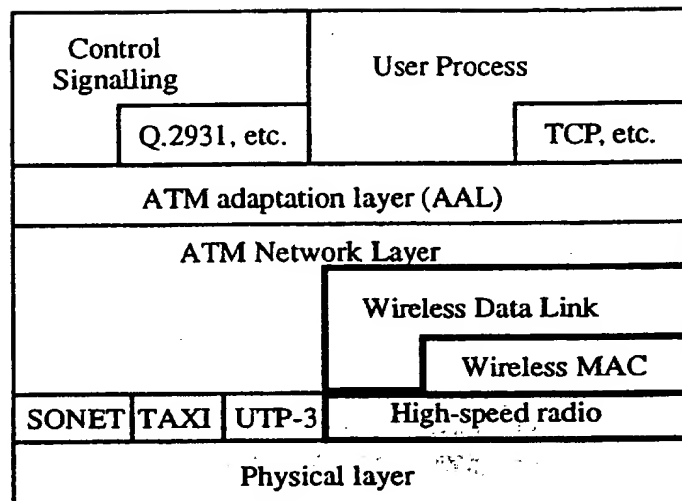 Control
Signalling
User Process
Q.2931, etc.
TCP, etc.
ATM adaptation layer (AAL)
ATM Network Layer
Wireless Data Link
Wireless MAC
SONET TAXI UTP-3 High-speed radio
Physical layer